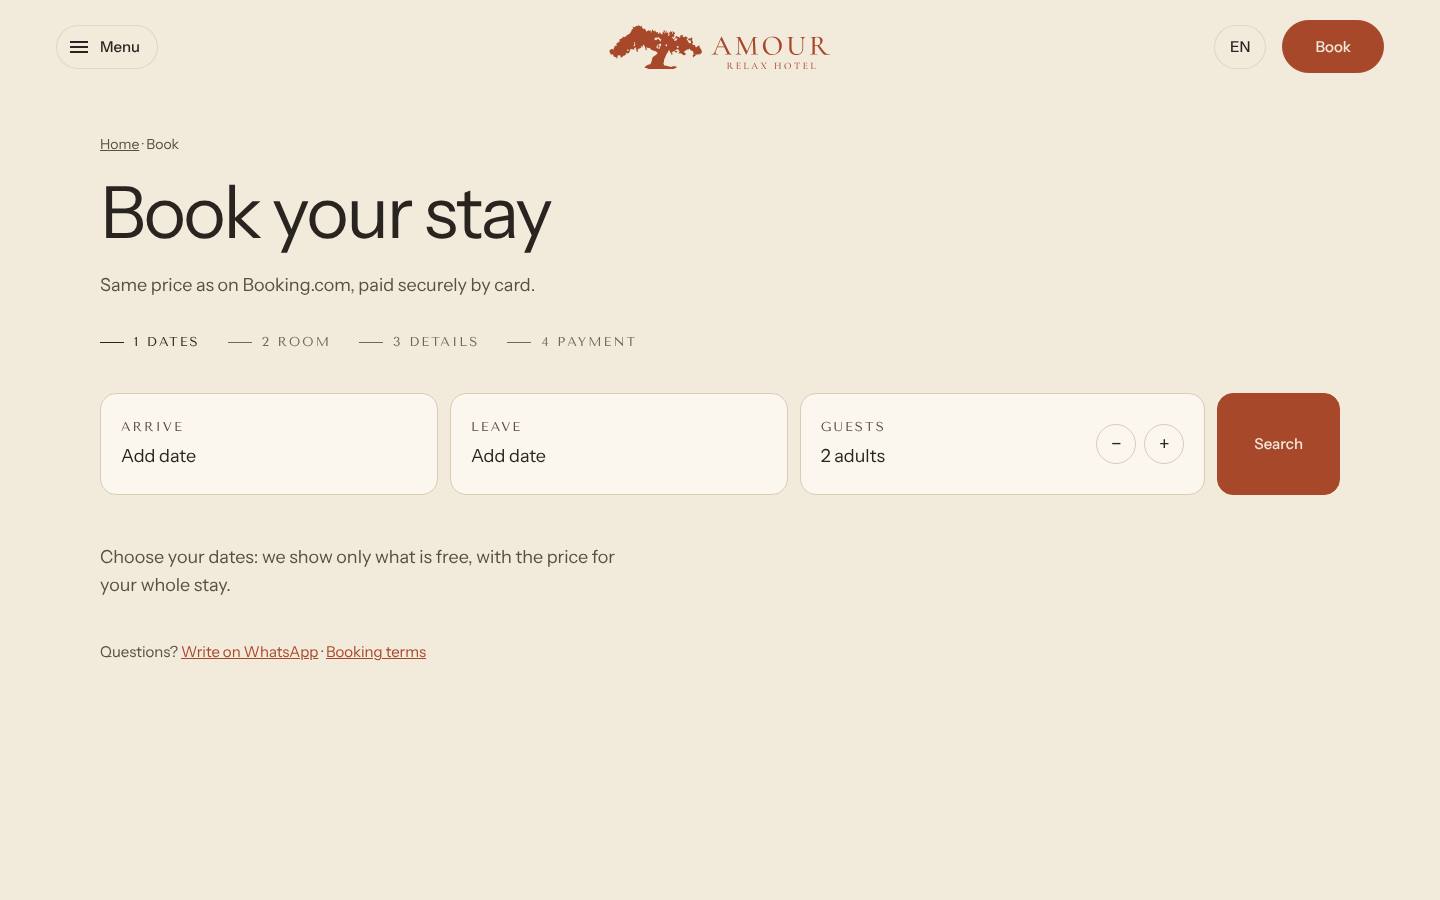 Menu
AMOUR
RELAX HOTEL
EN
Book
Home · Book
Book your stay
Same price as on Booking.com, paid securely by card.
1 DATES
2 ROOM
3 DETAILS
4 PAYMENT
ARRIVE
Add date
LEAVE
Add date
GUESTS
2 adults
−
+
Search
Choose your dates: we show only what is free, with the price for
your whole stay.
Questions? Write on WhatsApp · Booking terms